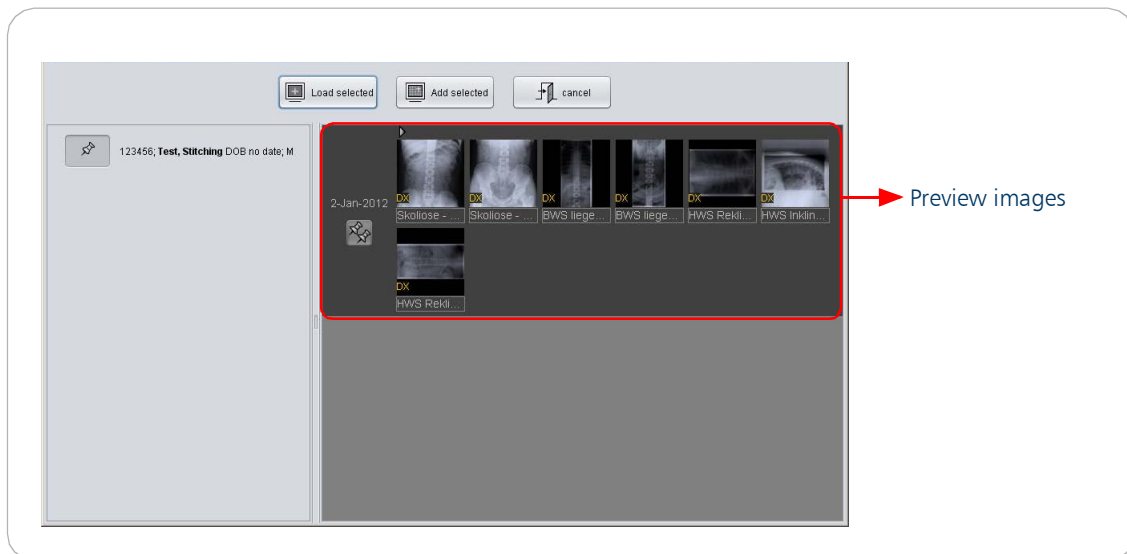 Load selected
Add selected
cancel
123456; Test, Stitching DOB no date; M
2-Jan-2012
DX
DX
DX
DX
DX
DX
Skoliose - ...
Skoliose - ...
BWS liege...
BWS liege...
HWS Rekli...
HWS Inklin...
DX
HWS Rekli...
Preview images